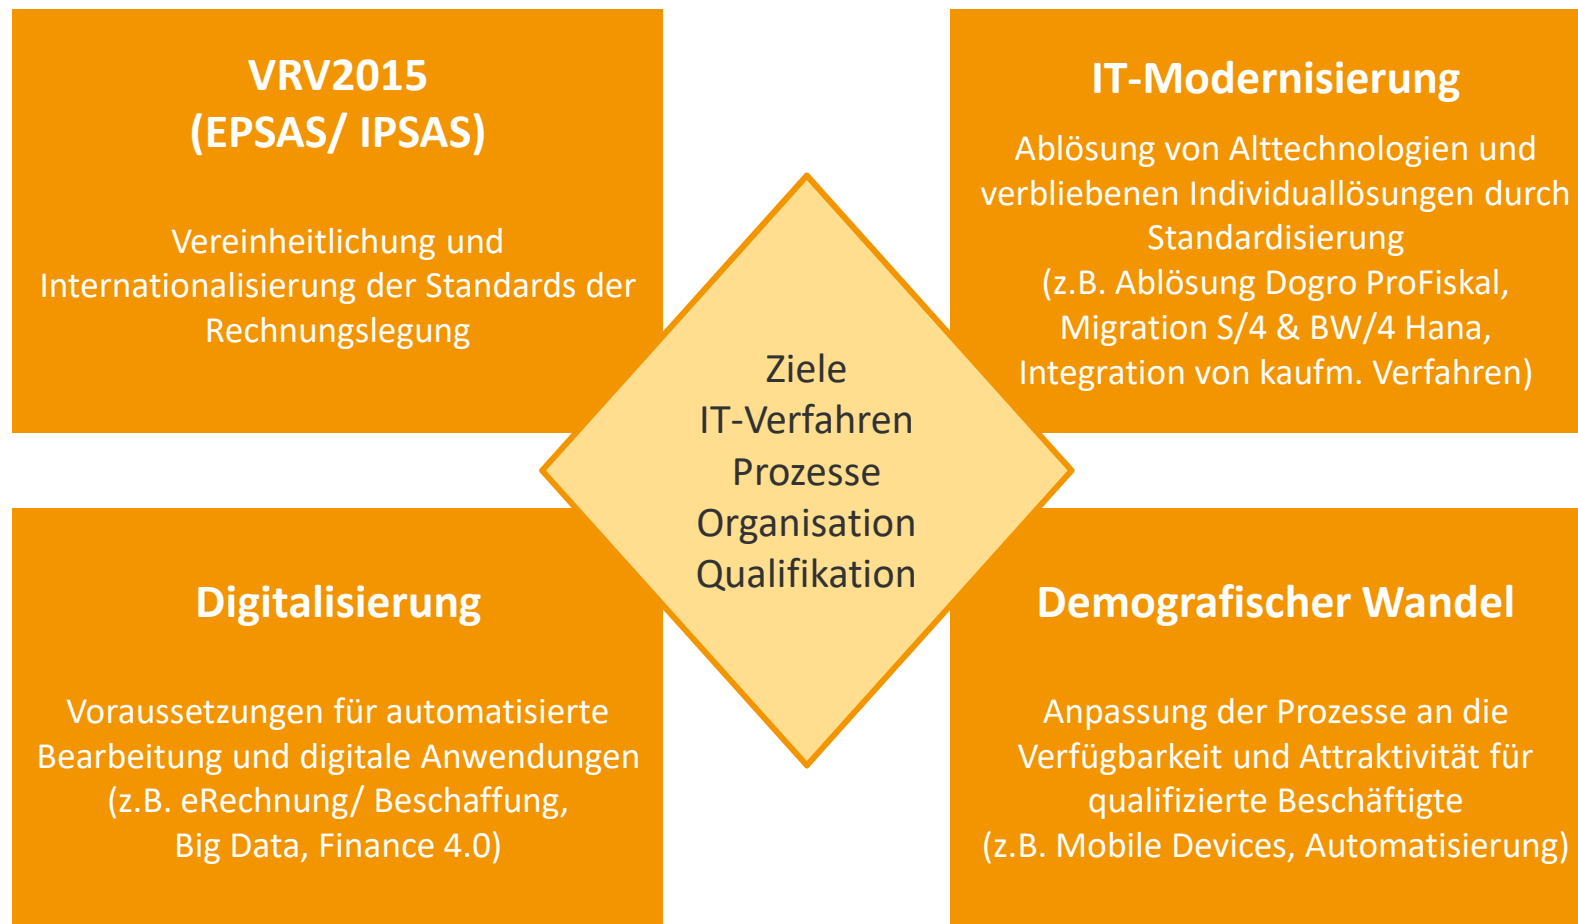 VRV2015
(EPSAS/ IPSAS)
Vereinheitlichung und
Internationalisierung der Standards der
Rechnungslegung
IT-Modernisierung
Ablösung von Alttechnologien und
verbliebenen Individuallösungen durch
Standardisierung
(z.B. Ablösung Dogro ProFiskal,
Migration S/4 & BW/4 Hana,
Integration von kaufm. Verfahren)
Ziele
IT-Verfahren
Prozesse
Organisation
Qualifikation
Digitalisierung
Voraussetzungen für automatisierte
Bearbeitung und digitale Anwendungen
(z.B. eRechnung/ Beschaffung,
Big Data, Finance 4.0)
Demografischer Wandel
Anpassung der Prozesse an die
Verfügbarkeit und Attraktivität für
qualifizierte Beschäftigte
(z.B. Mobile Devices, Automatisierung)